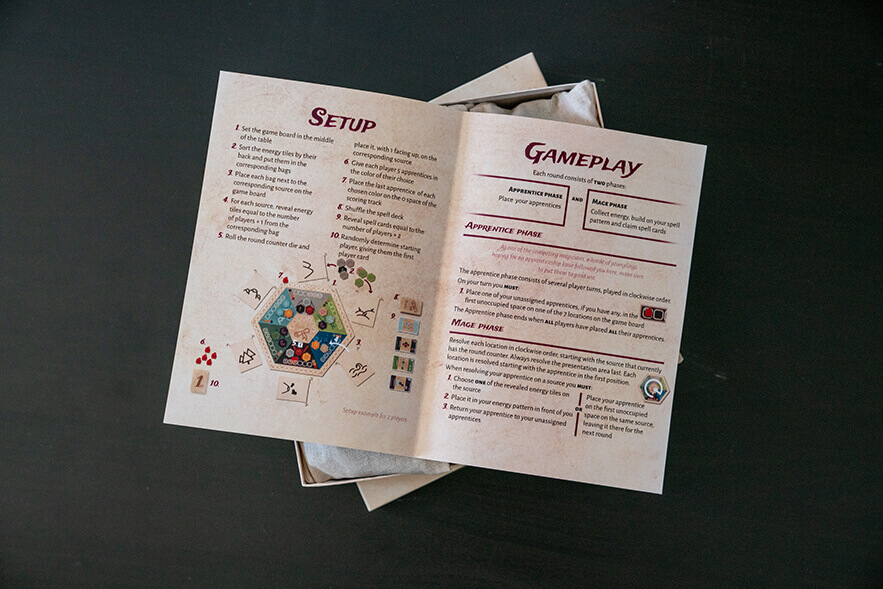 SETUP
1. Set the game board in the middle
of the table
2. Sort the energy tiles by their
back and put them in the
corresponding bags
3. Place each bag next to the
corresponding source on the
game board
4. For each source, reveal energy
tiles equal to the number
of players + 1 from the
corresponding bag
5. Roll the round counter die and
place it, with 1 facing up, on the
corresponding source
6. Give each player 5 apprentices in
the color of their choice
7. Place the last apprentice of each
chosen color on the 0 space of the
scoring track
8. Shuffle the spell deck
9. Reveal spell cards equal to the
number of players + 2
10. Randomly determine starting
player, giving them the first
player card
7.
2.
1.
3.
8.
9.
6.
1
10.
Setup example for 2 players
GAMEPLAY
Each round consists of TWO phases:
APPRENTICE PHASE
Place your apprentices
AND
MAGE PHASE
Collect energy, build on your spell
pattern and claim spell cards
APPRENTICE PHASE
As one of the competing magicians, a horde of younglings,
hoping for an apprenticeship have followed you here, make sure
to put them to good use.
The apprentice phase consists of several player turns, played in clockwise order.
On your turn you MUST:
1. Place one of your unassigned apprentices, if you have any, in the
first unoccupied space on one of the 7 locations on the game board
The Apprentice phase ends when ALL players have placed ALL their apprentices.
MAGE PHASE
Resolve each location in clockwise order, starting with the source that currently
has the round counter. Always resolve the presentation area last. Each
location is resolved starting with the apprentice in the first position.
When resolving your apprentice on a source you MUST:
1. Choose ONE of the revealed energy tiles on
the source
2. Place it in your energy pattern in front of you
3. Return your apprentice to your unassigned
apprentices
OR
Place your apprentice
on the first unoccupied
space on the same source,
leaving it there for the
next round